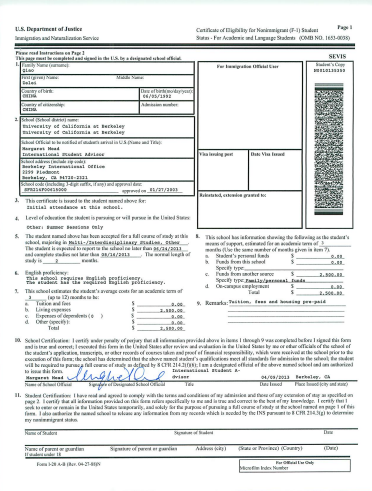 Page 1
U.S. Department of Justice
Immigration and Naturalization Service
Certificate of Eligibility for Nonimmigrant (F-1) Student
Status - For Academic and Language Students (OMB NO. 1653-0038)
Please read Instructions on Page 2
This page must be completed and signed in the U.S. by a designated school official.
SEVIS
1. Family Name (surname):
First (given) Name:
Middle Name:
Country of birth:
CHINA
Date of birth(mo/day/year):
06/05/1992
Country of citizenship:
CHINA
Admission number:
For Immigration Official Use
Student's Copy
2. School (School district) name:
University of California at Berkeley
University of California at Berkeley
School Official to be notified of student's arrival in U.S.(Name and Title):
Margaret Head
International Student Advisor
School address (include zip code):
Berkeley International Office
2299 Piedmont
Berkeley, CA 94720-2321
School code (including 3-digit suffix, if any) and approval date:
SFR214F00615000
approved on 01/27/2003
Visa issuing post
Date Visa Issued
Reinstated, extension granted to:
3. This certificate is issued to the student named above for:
Initial attendance at this school.
4. Level of education the student is pursuing or will pursue in the United States:
Other: Summer Sessions Only
5. The student named above has been accepted for a full course of study at this
school, majoring in Multi-/Interdisciplinary Studies, Other
The student is expected to report to the school no later than 06/24/2013
and complete studies not later than 08/16/2013. The normal length of
study is 2 months.
6. English proficiency:
This school requires English proficiency.
The student has the required English proficiency.
7. This school estimates the student's average costs for an academic term of
(up to 12) months to be:
a. Tuition and fees $ 0.00
b. Living expenses $ 2,500.00
c. Expenses of dependents (0) $ 0.00
d. Other (specify): $ 0.00
Total $ 2,500.00
8. This school has information showing the following as the student's
means of support, estimated for an academic term of
months (Use the same number of months given in item 7).
a. Student's personal funds $ 0.00
b. Funds from this school $ 0.00
Specify type:
c. Funds from another source $ 2,500.00
Specify type: Family/personal funds
d. On-campus employment $ 0.00
Total $ 2,500.00
9. Remarks: Tuition, fees and housing pre-paid
10. School Certification: I certify under penalty of perjury that all information provided above in items 1 through 9 was completed before I signed this form
and is true and correct; I executed this form in the United States after review and evaluation in the United States by me or other officials of the school of
the student's application, transcripts, or other records of courses taken and proof of financial responsibility, which were received at the school prior to the
execution of this form; the school has determined that the above named student's qualifications meet all standards for admission to the school; the student
will be required to pursue a full course of study as defined by 8 CFR 214.2(f)(6); I am a designated official of the above named school and am authorized
to issue this form.
International Student A-
Margaret Head
dvisor
04/09/2013
Berkeley, CA
Name of School Official
Signature of Designated School Official
Title
Date Issued
Place Issued (city and state)
11. Student Certification: I have read and agreed to comply with the terms and conditions of my admission and those of any extension of stay as specified on
page 2. I certify that all information provided on this form refers specifically to me and is true and correct to the best of my knowledge. I certify that I
seek to enter or remain in the United States temporarily, and solely for the purpose of pursuing a full course of study at the school named on page 1 of this
form. I also authorize the named school to release any information from my records which is needed by the INS pursuant to 8 CFR 214.3(g) to determine
my nonimmigrant status.
Name of Student
Signature of Student
Date
Name of parent or guardian
If student under 18
Signature of parent or guardian
Address (city)
(State or Province) (Country)
(Date)
Form I-20 A-B (Rev. 04-27-88)N
For Official Use Only
Microfilm Index Number